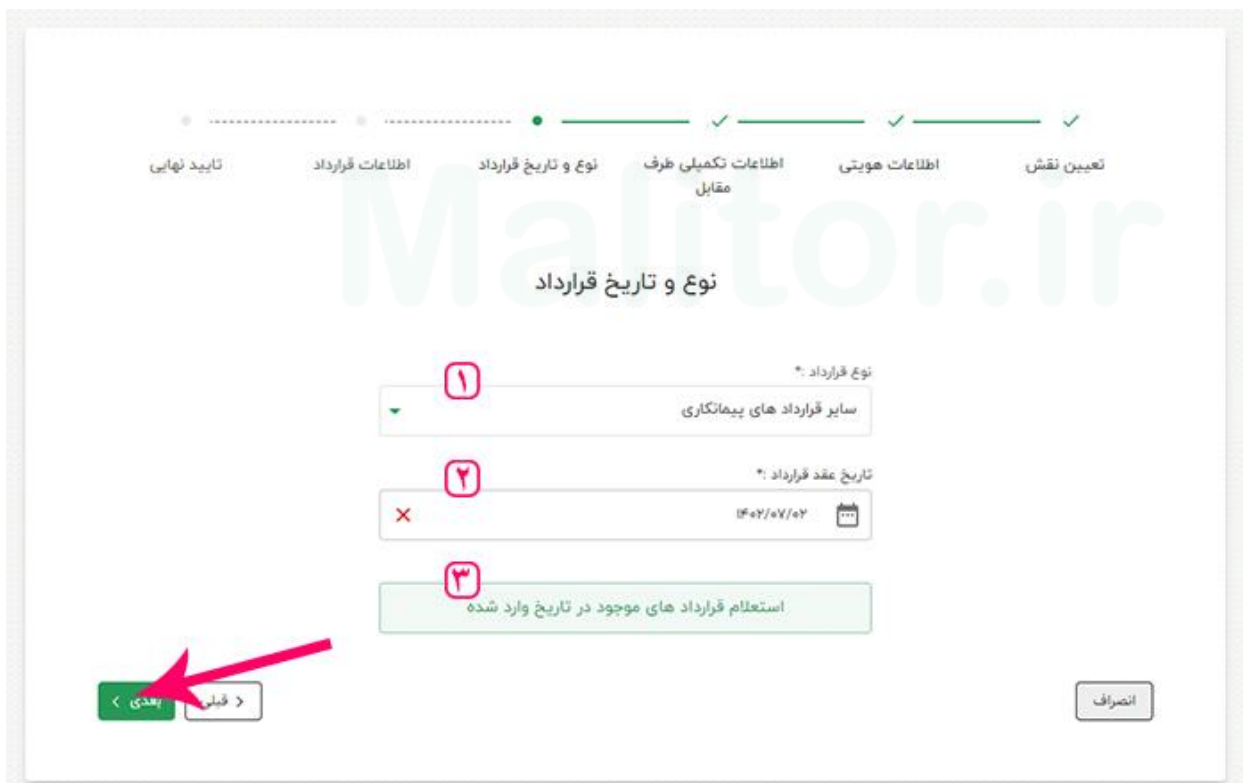 تعیین نقش
اطلاعات هویتی
اطلاعات تکمیلی طرف
مقابل
نوع و تاریخ قرارداد
اطلاعات قرارداد
تایید نهایی
Malitor.ir
نوع و تاریخ قرارداد
نوع قرارداد :*
۱
سایر قرارداد های پیمانکاری
تاریخ عقد قرارداد :*
۲
۱۴۰۲/۰۷/۰۲
۳
استعلام قرارداد های موجود در تاریخ وارد شده
انصراف
قبلی
بعدی